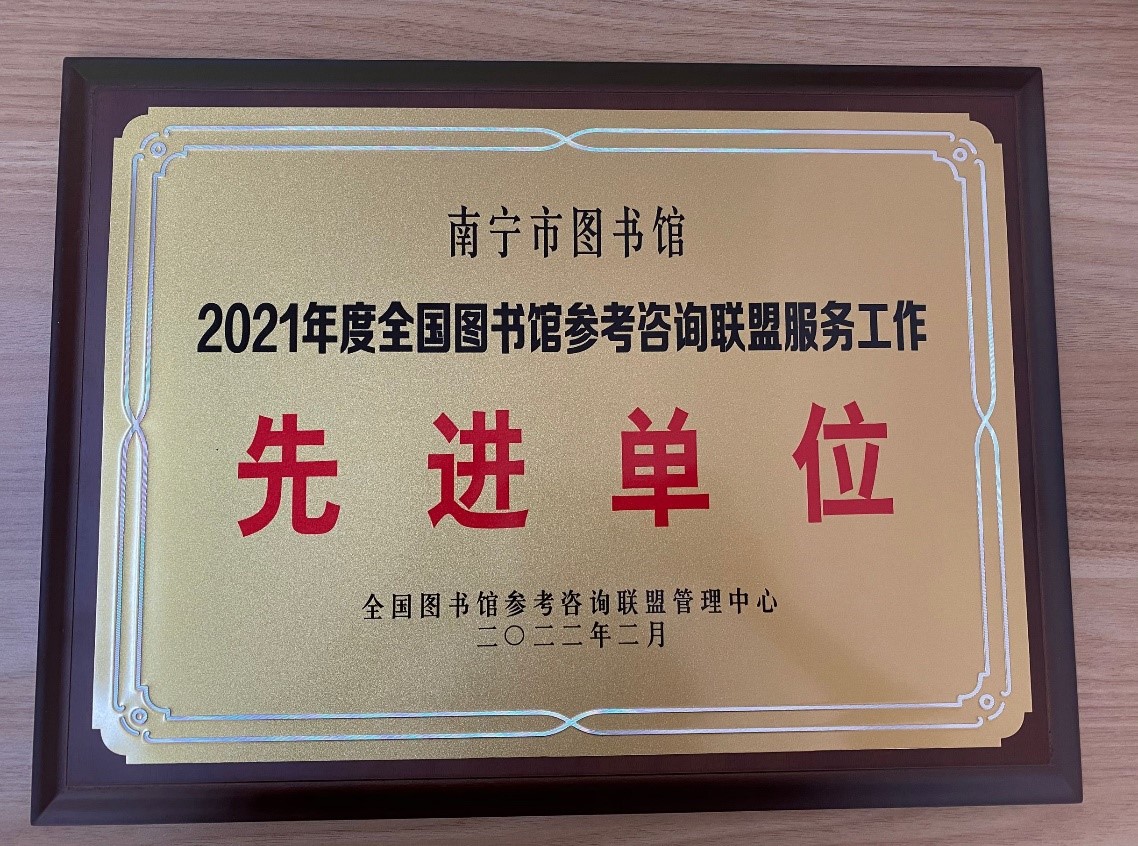 南宁市图书馆
2021年度全国图书馆参考咨询联盟服务工作
先进单位
全国图书馆参考咨询联盟管理中心
二〇二二年二月